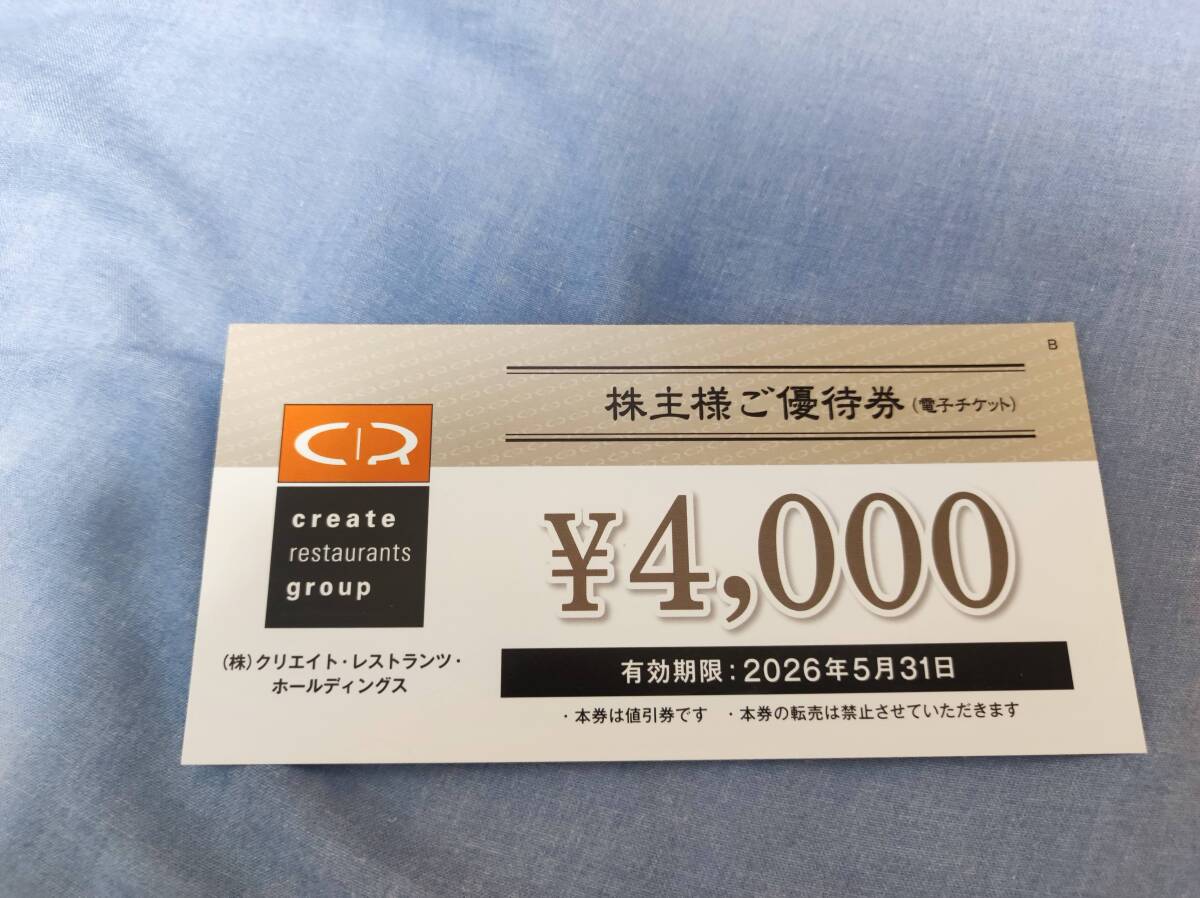 B
株主様ご優待券(電子チケット)
CR
create
restaurants
group
¥4,000
(株)クリエイト・レストランツ・
ホールディングス
有効期限:2026年5月31日
・本券は値引券です ・本券の転売は禁止させていただきます